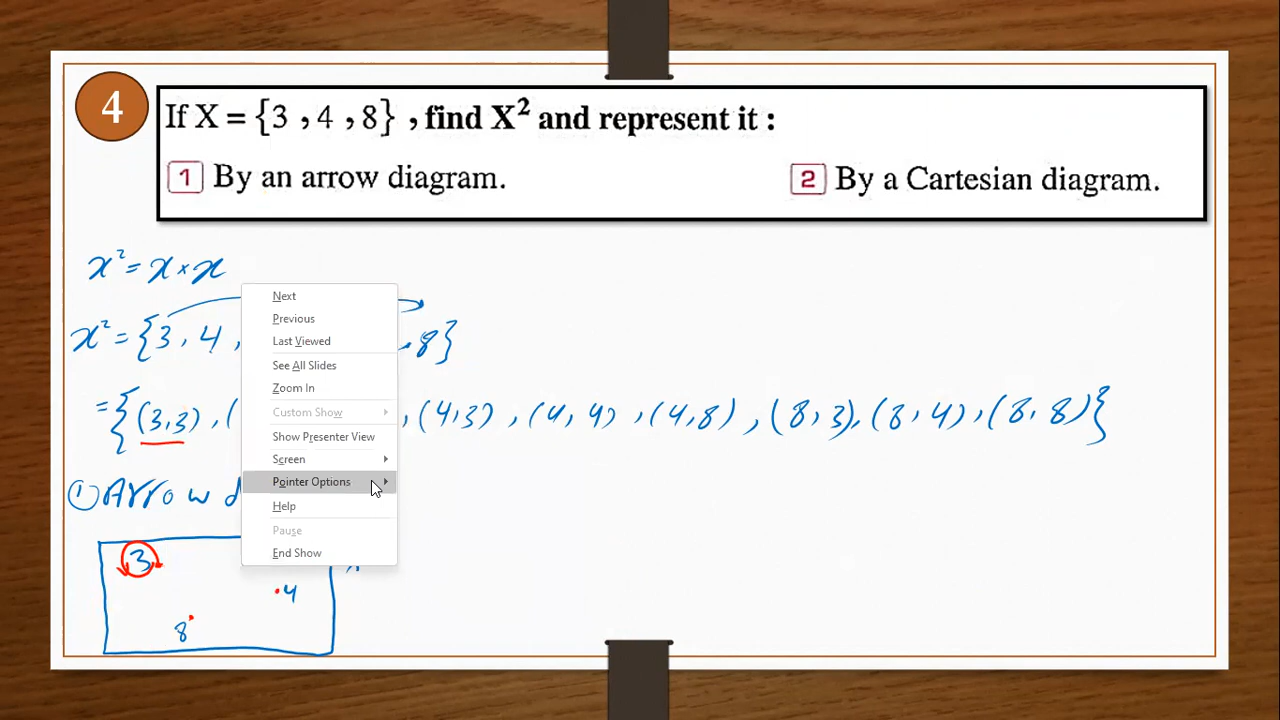 4
If X = {3 , 4 , 8} , find X² and represent it :
1 By an arrow diagram.
2 By a Cartesian diagram.
x² = x × x
x² = {3 , 4 , , 8}
= {(3,3) , ( , (4,3) , (4,4) , (4,8) , (8,3) , (8,4) , (8,8)}
① Arrow d
3
4
8
Next
Previous
Last Viewed
See All Slides
Zoom In
Custom Show
Show Presenter View
Screen
Pointer Options
Help
Pause
End Show